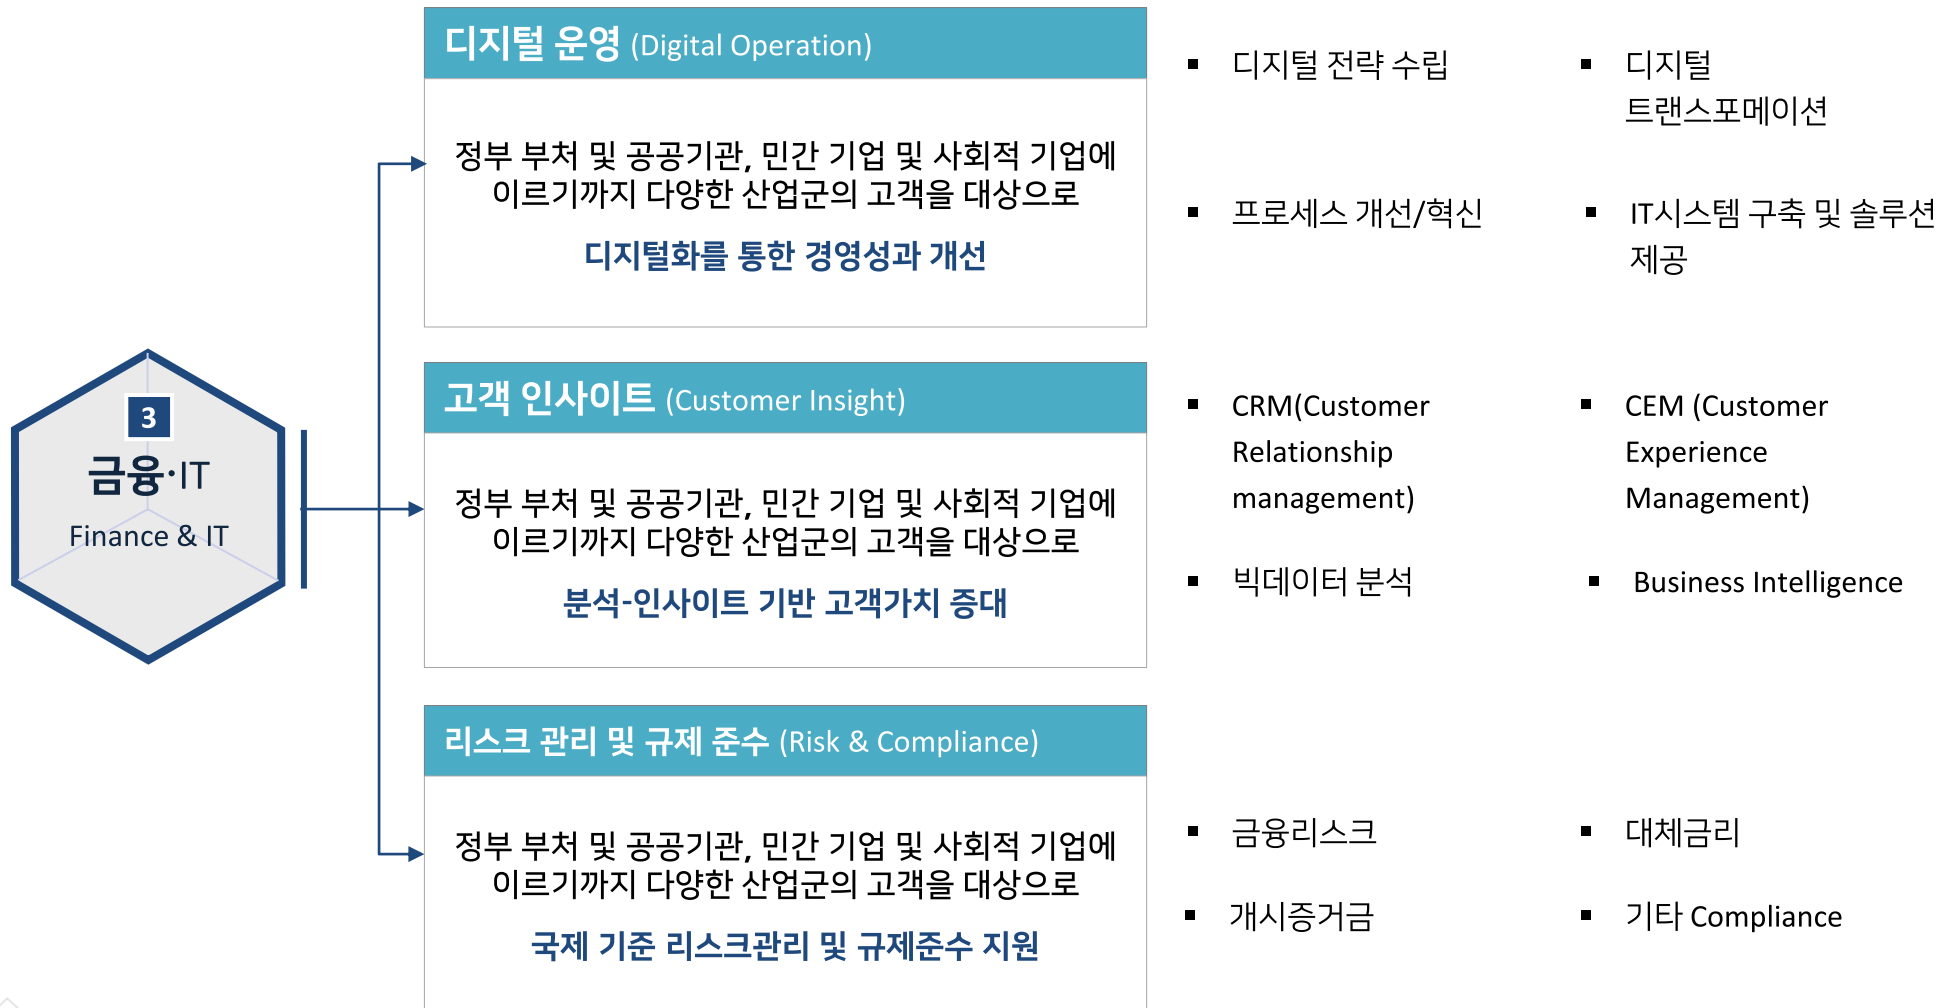 3
금융·IT
Finance & IT
디지털 운영 (Digital Operation)
정부 부처 및 공공기관, 민간 기업 및 사회적 기업에
이르기까지 다양한 산업군의 고객을 대상으로
디지털화를 통한 경영성과 개선
▪ 디지털 전략 수립
▪ 디지털
트랜스포메이션
▪ 프로세스 개선/혁신
▪ IT시스템 구축 및 솔루션
제공
고객 인사이트 (Customer Insight)
정부 부처 및 공공기관, 민간 기업 및 사회적 기업에
이르기까지 다양한 산업군의 고객을 대상으로
분석-인사이트 기반 고객가치 증대
▪ CRM(Customer
Relationship
management)
▪ CEM (Customer
Experience
Management)
▪ 빅데이터 분석
▪ Business Intelligence
리스크 관리 및 규제 준수 (Risk & Compliance)
정부 부처 및 공공기관, 민간 기업 및 사회적 기업에
이르기까지 다양한 산업군의 고객을 대상으로
국제 기준 리스크관리 및 규제준수 지원
▪ 금융리스크
▪ 대체금리
▪ 개시증거금
▪ 기타 Compliance